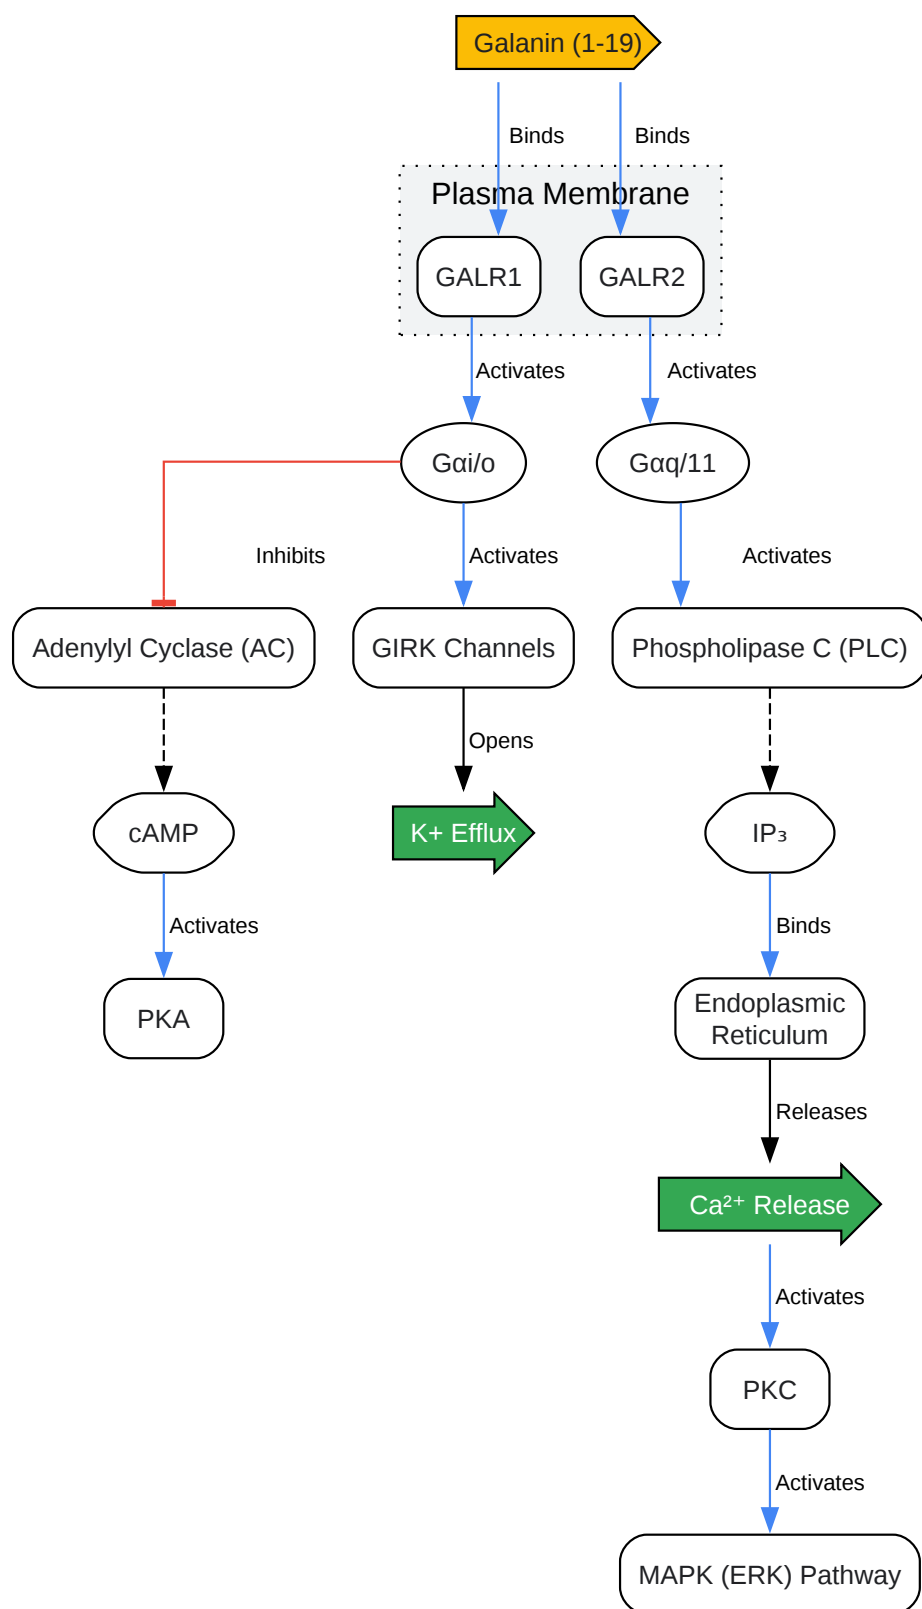 Galanin (1-19)
Binds
Binds
Plasma Membrane
GALR1
GALR2
Activates
Activates
Gαi/o
Gαq/11
Inhibits
Activates
Activates
Adenylyl Cyclase (AC)
GIRK Channels
Phospholipase C (PLC)
Opens
cAMP
K+ Efflux
IP₃
Activates
Binds
PKA
Endoplasmic
Reticulum
Releases
Ca²⁺ Release
Activates
PKC
Activates
MAPK (ERK) Pathway